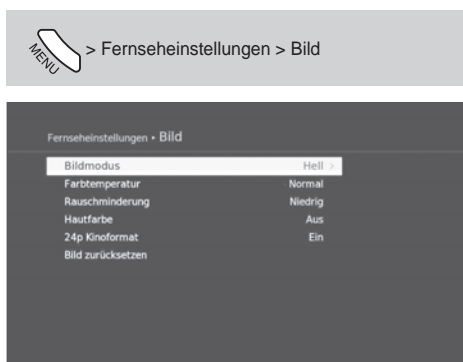 MENU > Fernseheinstellungen > Bild
Fernseheinstellungen • Bild
Bildmodus Hell >
Farbtemperatur Normal
Rauschminderung Niedrig
Hautfarbe Aus
24p Kinoformat Ein
Bild zurücksetzen